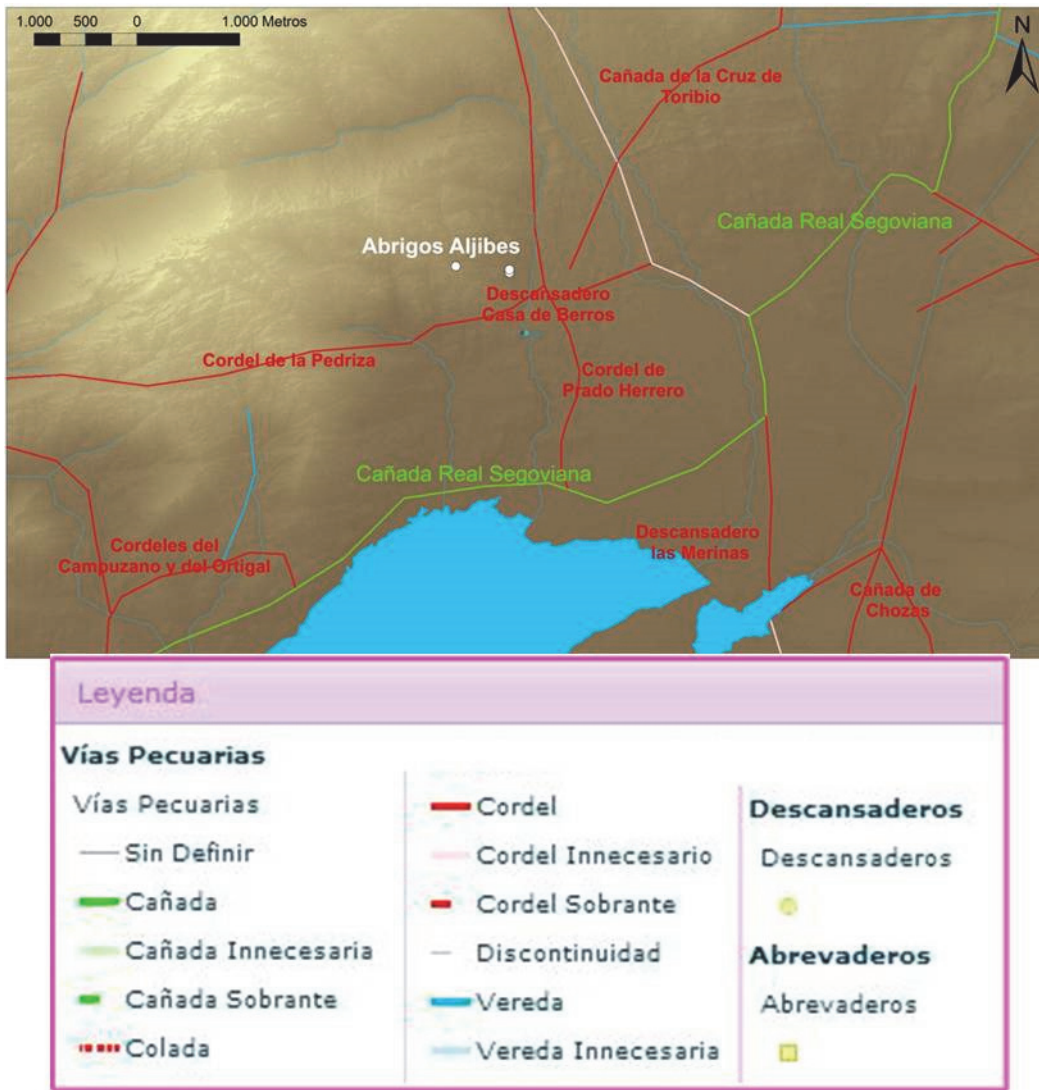 1.000 500 0 1.000 Metros
N
Cañada de la Cruz de
Toribio
Cañada Real Segoviana
Abrigos Aljibes
Descansadero
Casa de Berros
Cordel de la Pedriza
Cordel de
Prado Herrero
Cañada Real Segoviana
Descansadero
las Merinas
Cordeles del
Campuzano y del Ortigal
Cañada de
Chozas
Leyenda
Vías Pecuarias
Vías Pecuarias
Sin Definir
Cañada
Cañada Innecesaria
Cañada Sobrante
Colada
Cordel
Cordel Innecesario
Cordel Sobrante
Discontinuidad
Vereda
Vereda Innecesaria
Descansaderos
Descansaderos
Abrevaderos
Abrevaderos